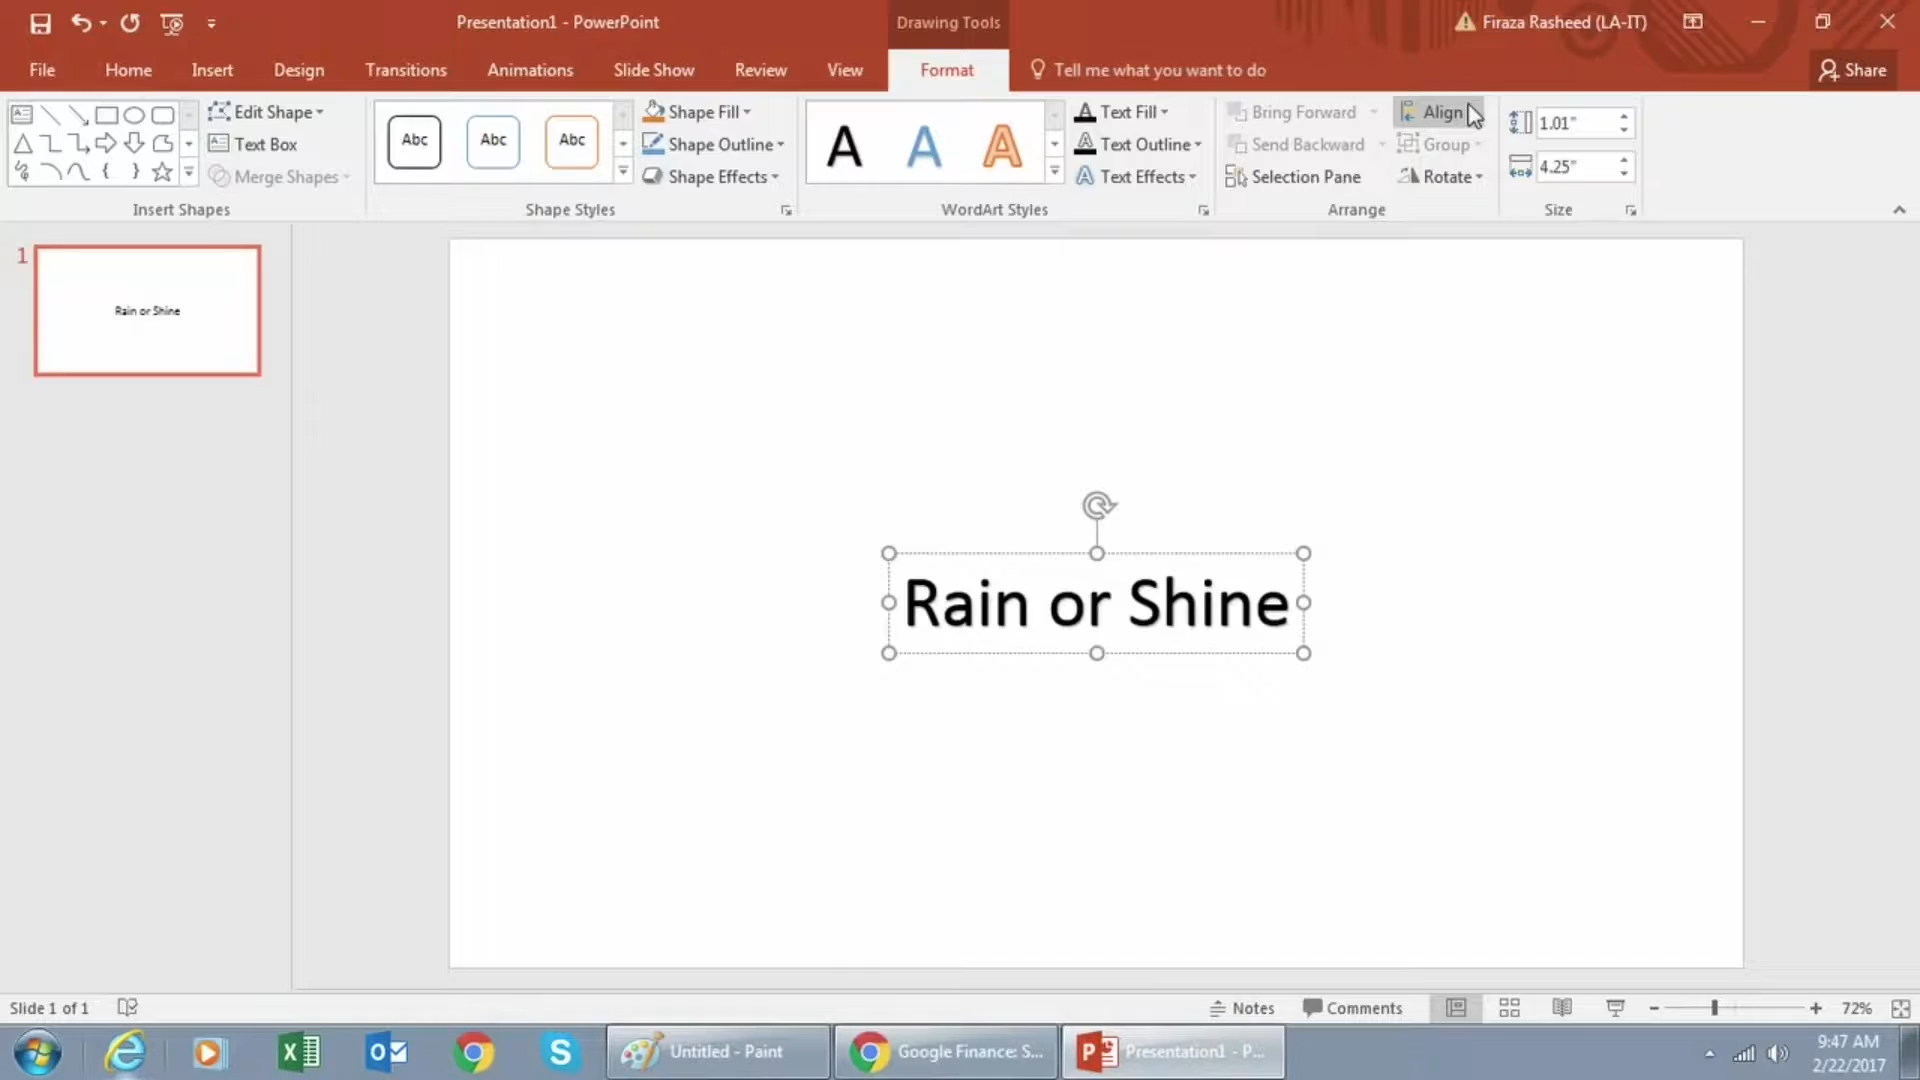 Presentation1 - PowerPoint
Drawing Tools
Firaza Rasheed (LA-IT)
File Home Insert Design Transitions Animations Slide Show Review View Format Tell me what you want to do Share
Edit Shape Abc Abc Abc Shape Fill A A A Text Fill Bring Forward Align 1.01"
Text Box Shape Outline Text Outline Send Backward Group
Merge Shapes Shape Effects Text Effects Selection Pane Rotate 4.25"
Insert Shapes Shape Styles WordArt Styles Arrange Size
1
Rain or Shine
Rain or Shine
Slide 1 of 1 Notes Comments 72%
Untitled - Paint Google Finance: S... Presentation1 - P...
9:47 AM
2/22/2017